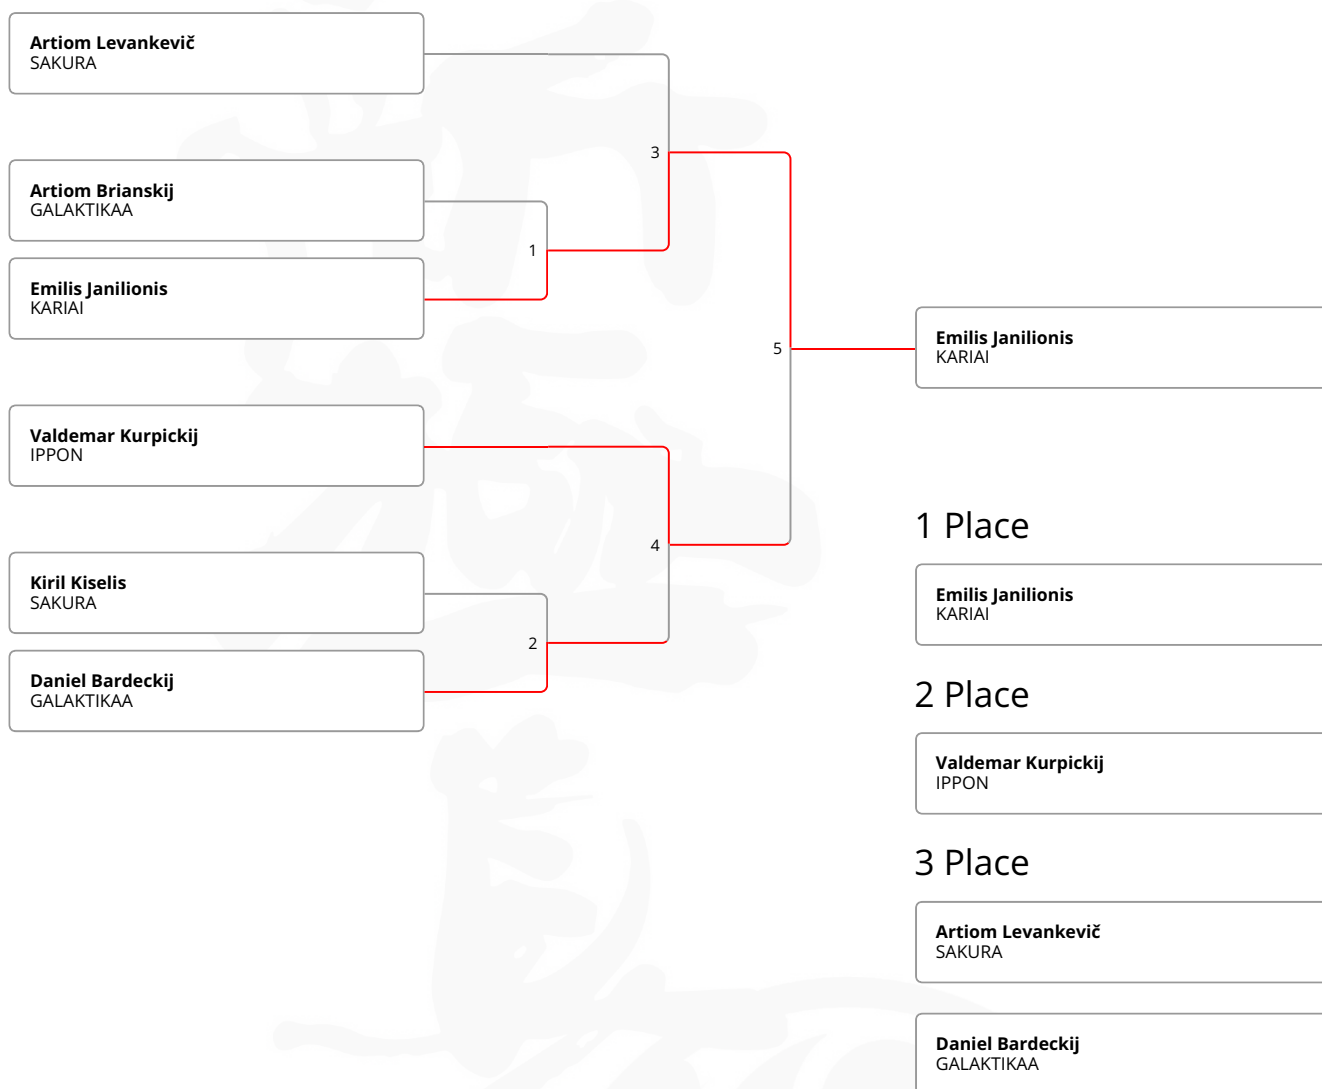 Artiom Levankevič
SAKURA
Artiom Brianskij
GALAKTIKAA
Emilis Janilionis
KARIAI
Valdemar Kurpickij
IPPON
Kiril Kiselis
SAKURA
Daniel Bardeckij
GALAKTIKAA
1
2
3
4
5
Emilis Janilionis
KARIAI
1 Place
Emilis Janilionis
KARIAI
2 Place
Valdemar Kurpickij
IPPON
3 Place
Artiom Levankevič
SAKURA
Daniel Bardeckij
GALAKTIKAA